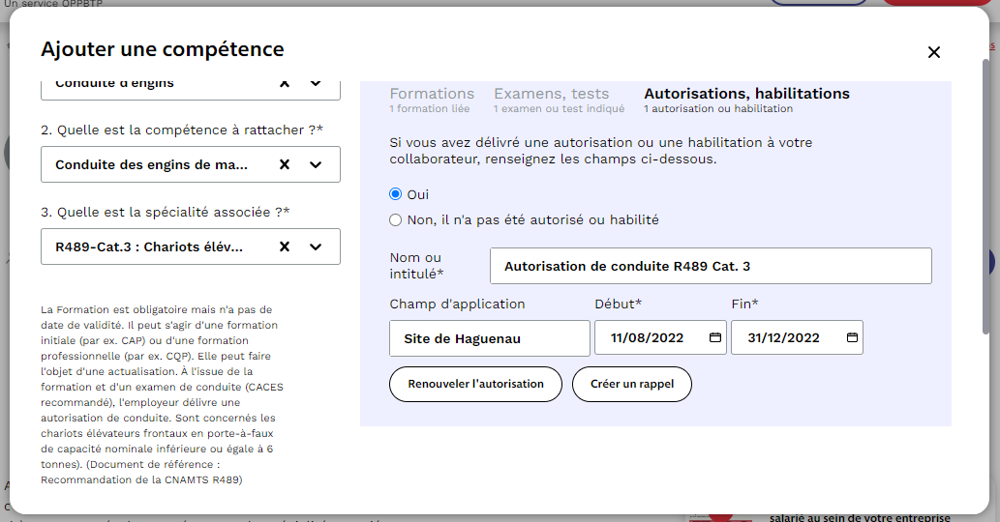 Un service OPPBTP
Ajouter une compétence
Conduite d'engins
2. Quelle est la compétence à rattacher ?*
Conduite des engins de ma...
3. Quelle est la spécialité associée ?*
R489-Cat.3 : Chariots élév...
La Formation est obligatoire mais n'a pas de
date de validité. Il peut s'agir d'une formation
initiale (par ex. CAP) ou d'une formation
professionnelle (par ex. CQP). Elle peut faire
l'objet d'une actualisation. À l'issue de la
formation et d'un examen de conduite (CACES
recommandé), l'employeur délivre une
autorisation de conduite. Sont concernés les
chariots élévateurs frontaux en porte-à-faux
de capacité nominale inférieure ou égale à 6
tonnes). (Document de référence :
Recommandation de la CNAMTS R489)
Formations
1 formation liée
Examens, tests
1 examen ou test indiqué
Autorisations, habilitations
1 autorisation ou habilitation
Si vous avez délivré une autorisation ou une habilitation à votre
collaborateur, renseignez les champs ci-dessous.
Oui
Non, il n'a pas été autorisé ou habilité
Nom ou
intitulé*
Autorisation de conduite R489 Cat. 3
Champ d'application
Début*
Fin*
Site de Haguenau
11/08/2022
31/12/2022
Renouveler l'autorisation
Créer un rappel
salarié au sein de votre entreprise